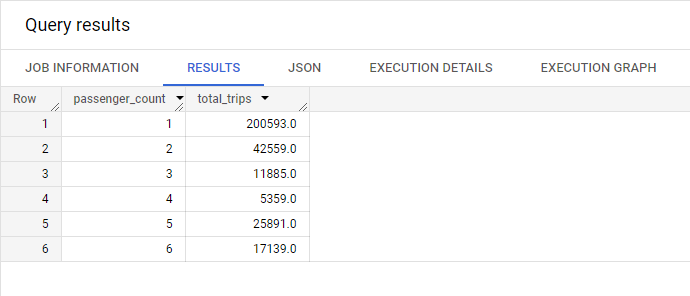 Query results
JOB INFORMATION RESULTS JSON EXECUTION DETAILS EXECUTION GRAPH
Row passenger_count total_trips
1 1 200593.0
2 2 42559.0
3 3 11885.0
4 4 5359.0
5 5 25891.0
6 6 17139.0